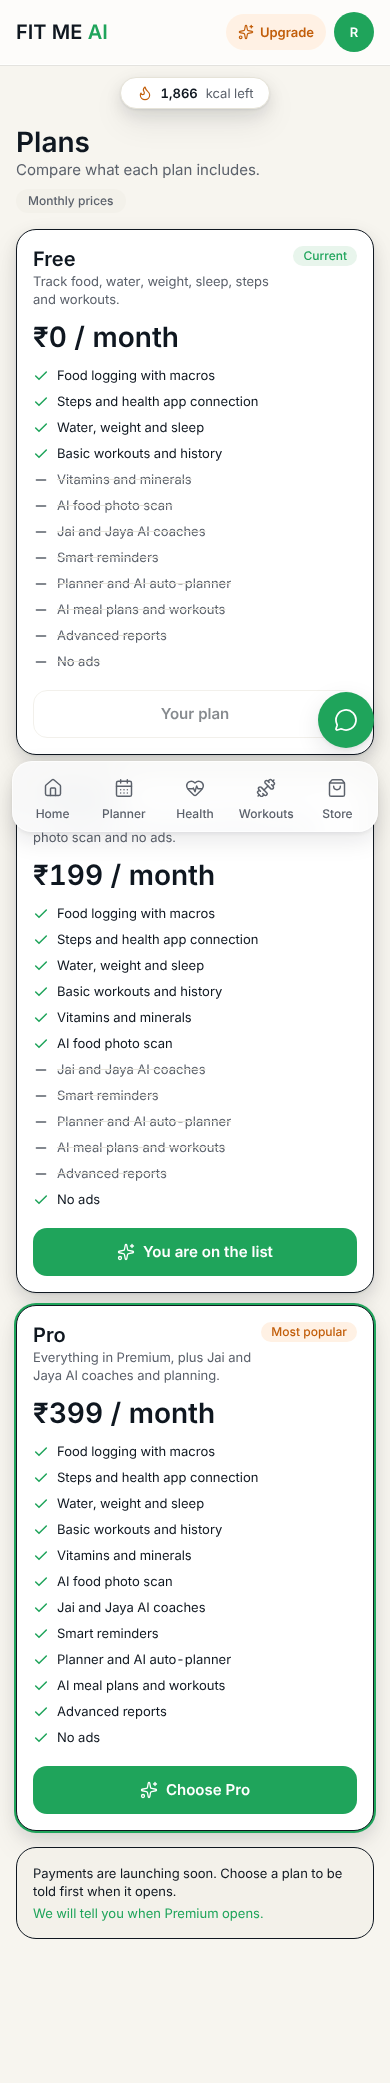 FIT ME AI
Upgrade
R
1,866 kcal left
Plans
Compare what each plan includes.
Monthly prices
Free
Current
Track food, water, weight, sleep, steps
and workouts.
₹0 / month
Food logging with macros
Steps and health app connection
Water, weight and sleep
Basic workouts and history
Vitamins and minerals
AI food photo scan
Jai and Jaya AI coaches
Smart reminders
Planner and AI auto-planner
AI meal plans and workouts
Advanced reports
No ads
Your plan
Home
Planner
Health
Workouts
Store
photo scan and no ads.
₹199 / month
Food logging with macros
Steps and health app connection
Water, weight and sleep
Basic workouts and history
Vitamins and minerals
AI food photo scan
Jai and Jaya AI coaches
Smart reminders
Planner and AI auto-planner
AI meal plans and workouts
Advanced reports
No ads
You are on the list
Pro
Most popular
Everything in Premium, plus Jai and
Jaya AI coaches and planning.
₹399 / month
Food logging with macros
Steps and health app connection
Water, weight and sleep
Basic workouts and history
Vitamins and minerals
AI food photo scan
Jai and Jaya AI coaches
Smart reminders
Planner and AI auto-planner
AI meal plans and workouts
Advanced reports
No ads
Choose Pro
Payments are launching soon. Choose a plan to be
told first when it opens.
We will tell you when Premium opens.